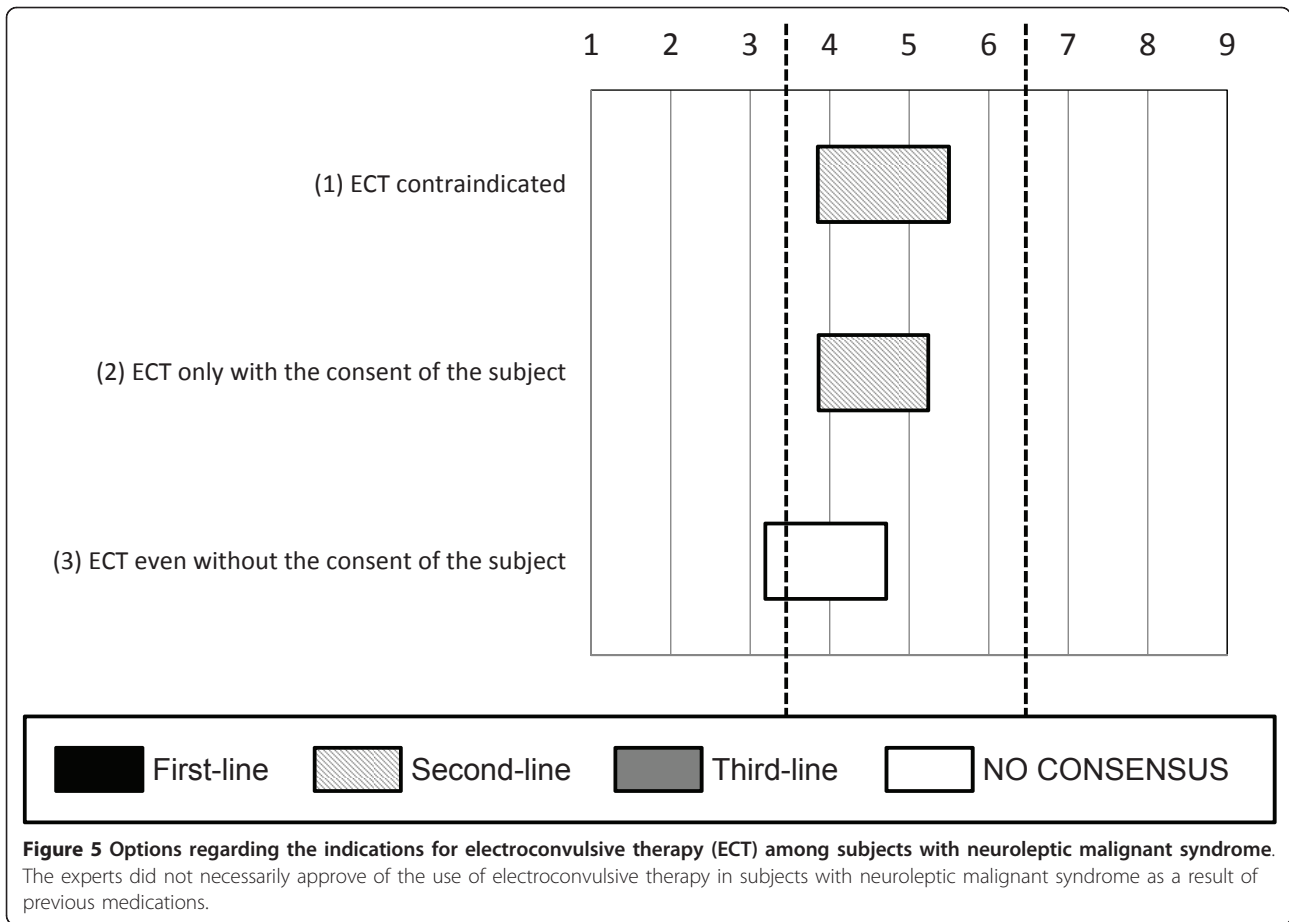 1 2 3 4 5 6 7 8 9
(1) ECT contraindicated
(2) ECT only with the consent of the subject
(3) ECT even without the consent of the subject
First-line Second-line Third-line NO CONSENSUS
Figure 5 Options regarding the indications for electroconvulsive therapy (ECT) among subjects with neuroleptic malignant syndrome.
The experts did not necessarily approve of the use of electroconvulsive therapy in subjects with neuroleptic malignant syndrome as a result of
previous medications.